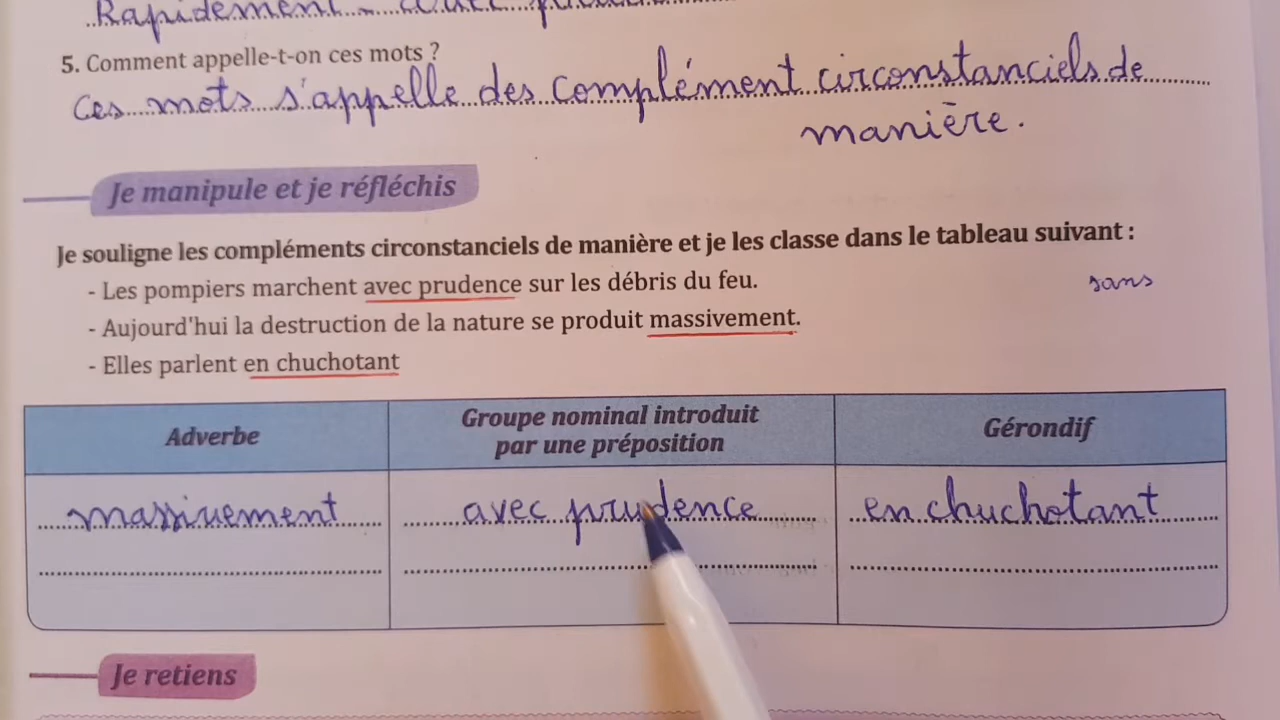 Rapidement - avec
5. Comment appelle-t-on ces mots ?
Ces mots s'appelle des complément circonstanciels de
manière.
Je manipule et je réfléchis
Je souligne les compléments circonstanciels de manière et je les classe dans le tableau suivant :
- Les pompiers marchent avec prudence sur les débris du feu.
sans
- Aujourd'hui la destruction de la nature se produit massivement.
- Elles parlent en chuchotant
Adverbe
Groupe nominal introduit
par une préposition
Gérondif
massivement
avec prudence
en chuchotant
Je retiens